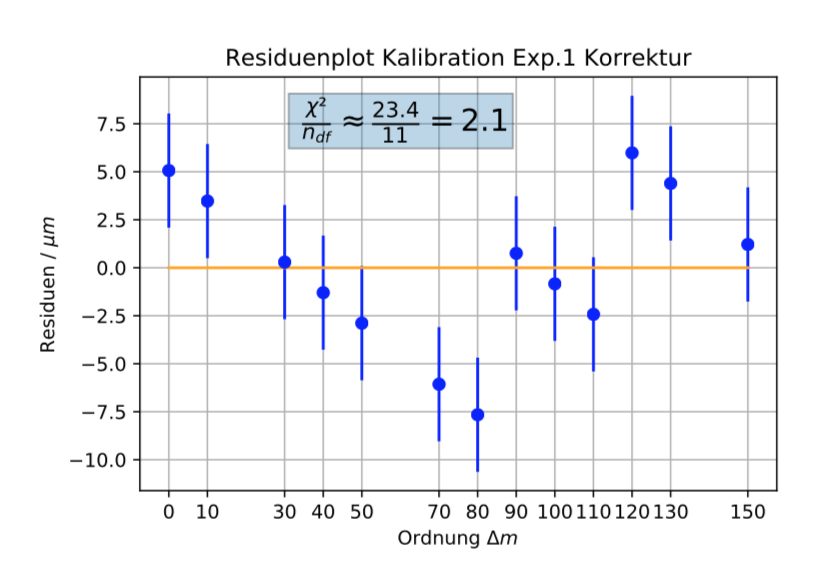 Residuenplot Kalibration Exp.1 Korrektur
χ²/n_df ≈ 23.4/11 = 2.1
Residuen / μm
7.5
5.0
2.5
0.0
−2.5
−5.0
−7.5
−10.0
0 10 30 40 50 70 80 90 100 110 120 130 150
Ordnung Δm